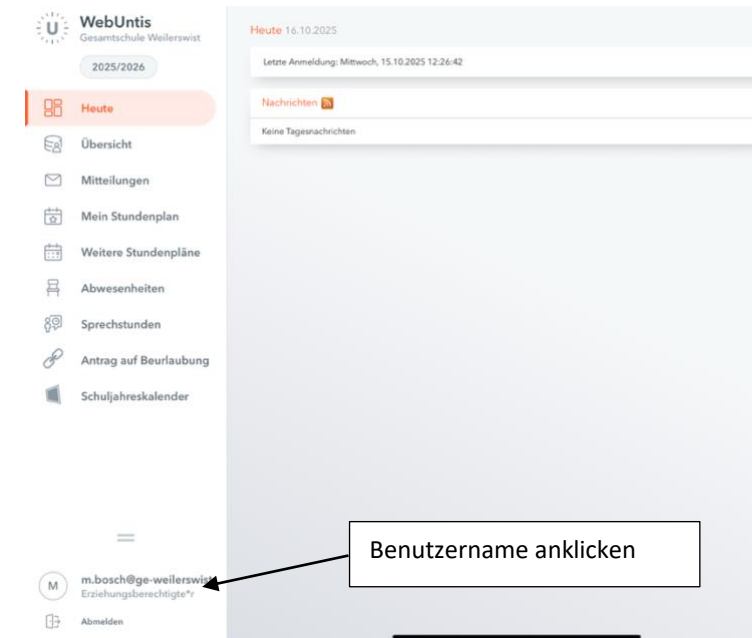 WebUntis
Gesamtschule Weilerswist
2025/2026
Heute
Übersicht
Mitteilungen
Mein Stundenplan
Weitere Stundenpläne
Abwesenheiten
Sprechstunden
Antrag auf Beurlaubung
Schuljahreskalender
m.bosch@ge-weilerswist
Erziehungsberechtigte*r
Abmelden
Heute 16.10.2025
Letzte Anmeldung: Mittwoch, 15.10.2025 12:26:42
Nachrichten
Keine Tagesnachrichten
Benutzername anklicken
U
M